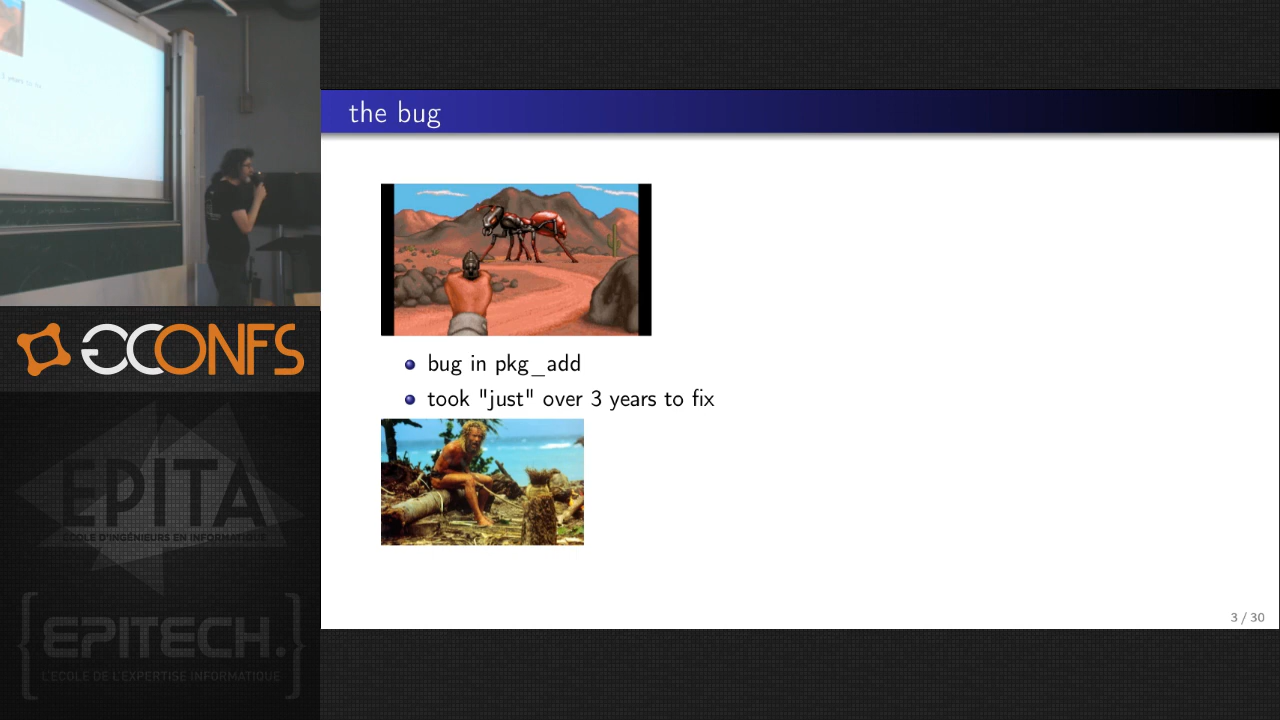 the bug
bug in pkg_add
took "just" over 3 years to fix
3 / 30
GCONFS
EPITA
ÉCOLE D'INGÉNIEURS EN INFORMATIQUE
{EPITECH.}
L'ÉCOLE DE L'EXPERTISE INFORMATIQUE